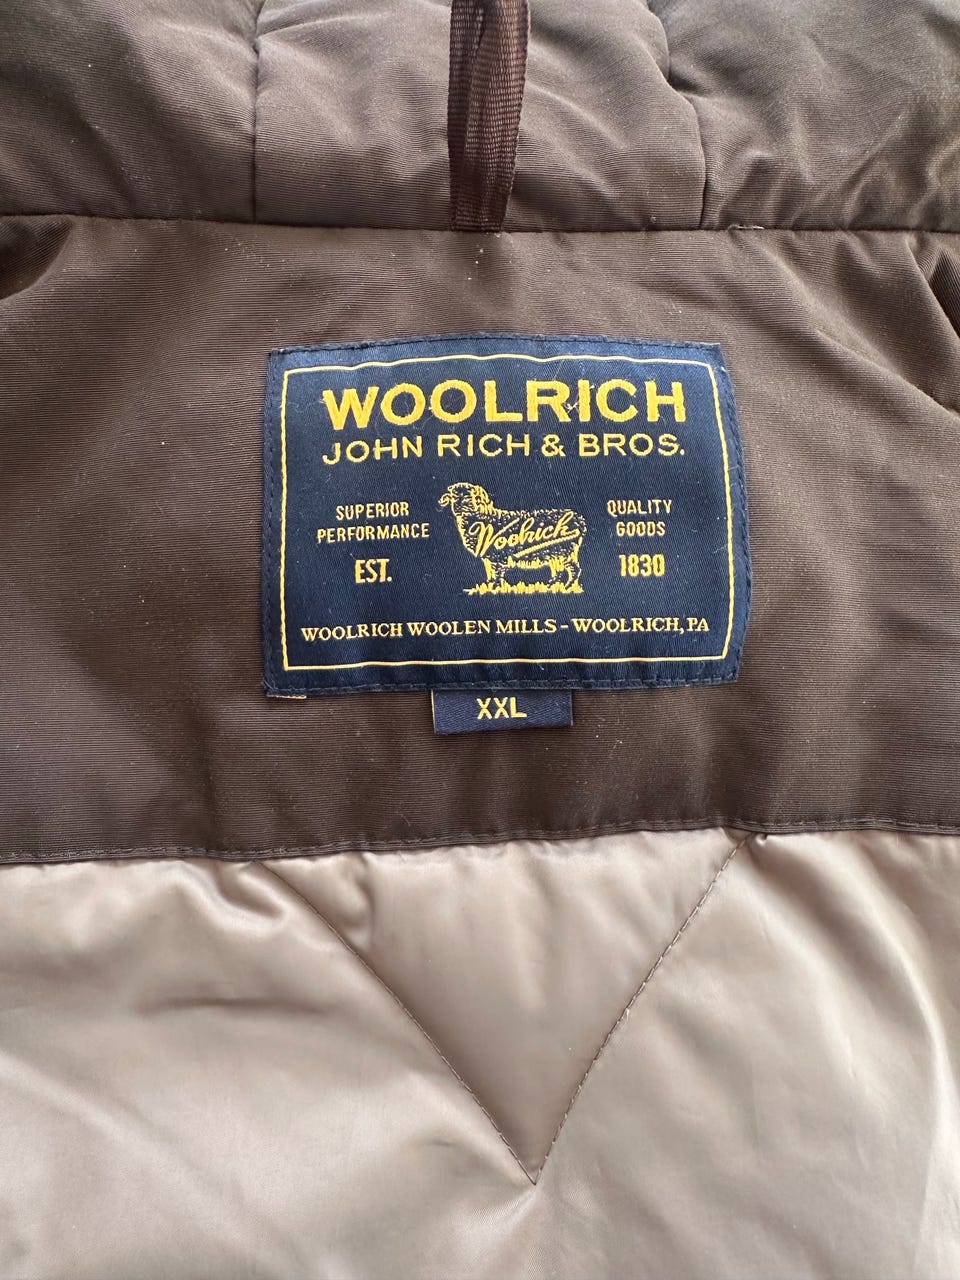 WOOLRICH
JOHN RICH & BROS.
SUPERIOR
PERFORMANCE
EST.
Woolrich
QUALITY
GOODS
1830
WOOLRICH WOOLEN MILLS - WOOLRICH, PA
XXL